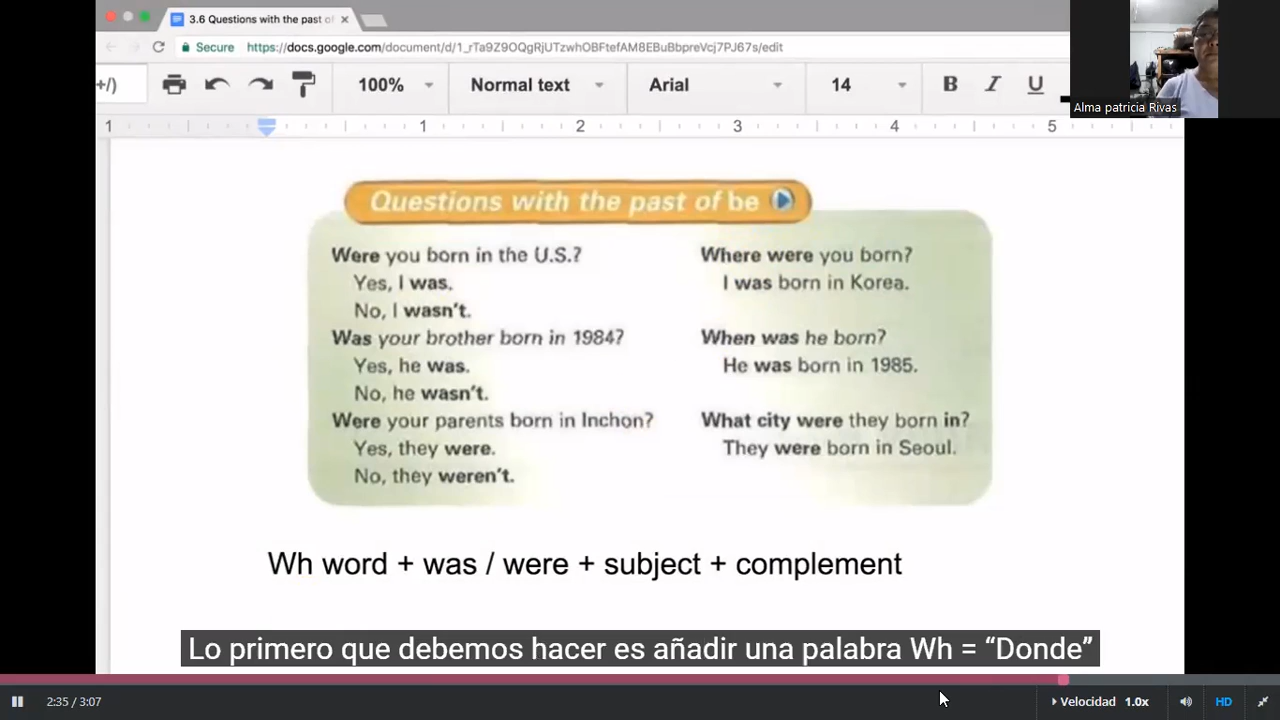 3.6 Questions with the past of
Secure https://docs.google.com/document/d/1_rTa9Z9OQgRjUTzwhOBFtefAM8EBuBbpreVcj7PJ67s/edit
+/) 100% Normal text Arial 14 B I U
Alma patricia Rivas
1 1 2 3 4 5
Questions with the past of be
Were you born in the U.S.?
Yes, I was.
No, I wasn't.
Was your brother born in 1984?
Yes, he was.
No, he wasn't.
Were your parents born in Inchon?
Yes, they were.
No, they weren't.
Where were you born?
I was born in Korea.
When was he born?
He was born in 1985.
What city were they born in?
They were born in Seoul.
Wh word + was / were + subject + complement
Lo primero que debemos hacer es añadir una palabra Wh = “Donde”
2:35 / 3:07 Velocidad 1.0x HD